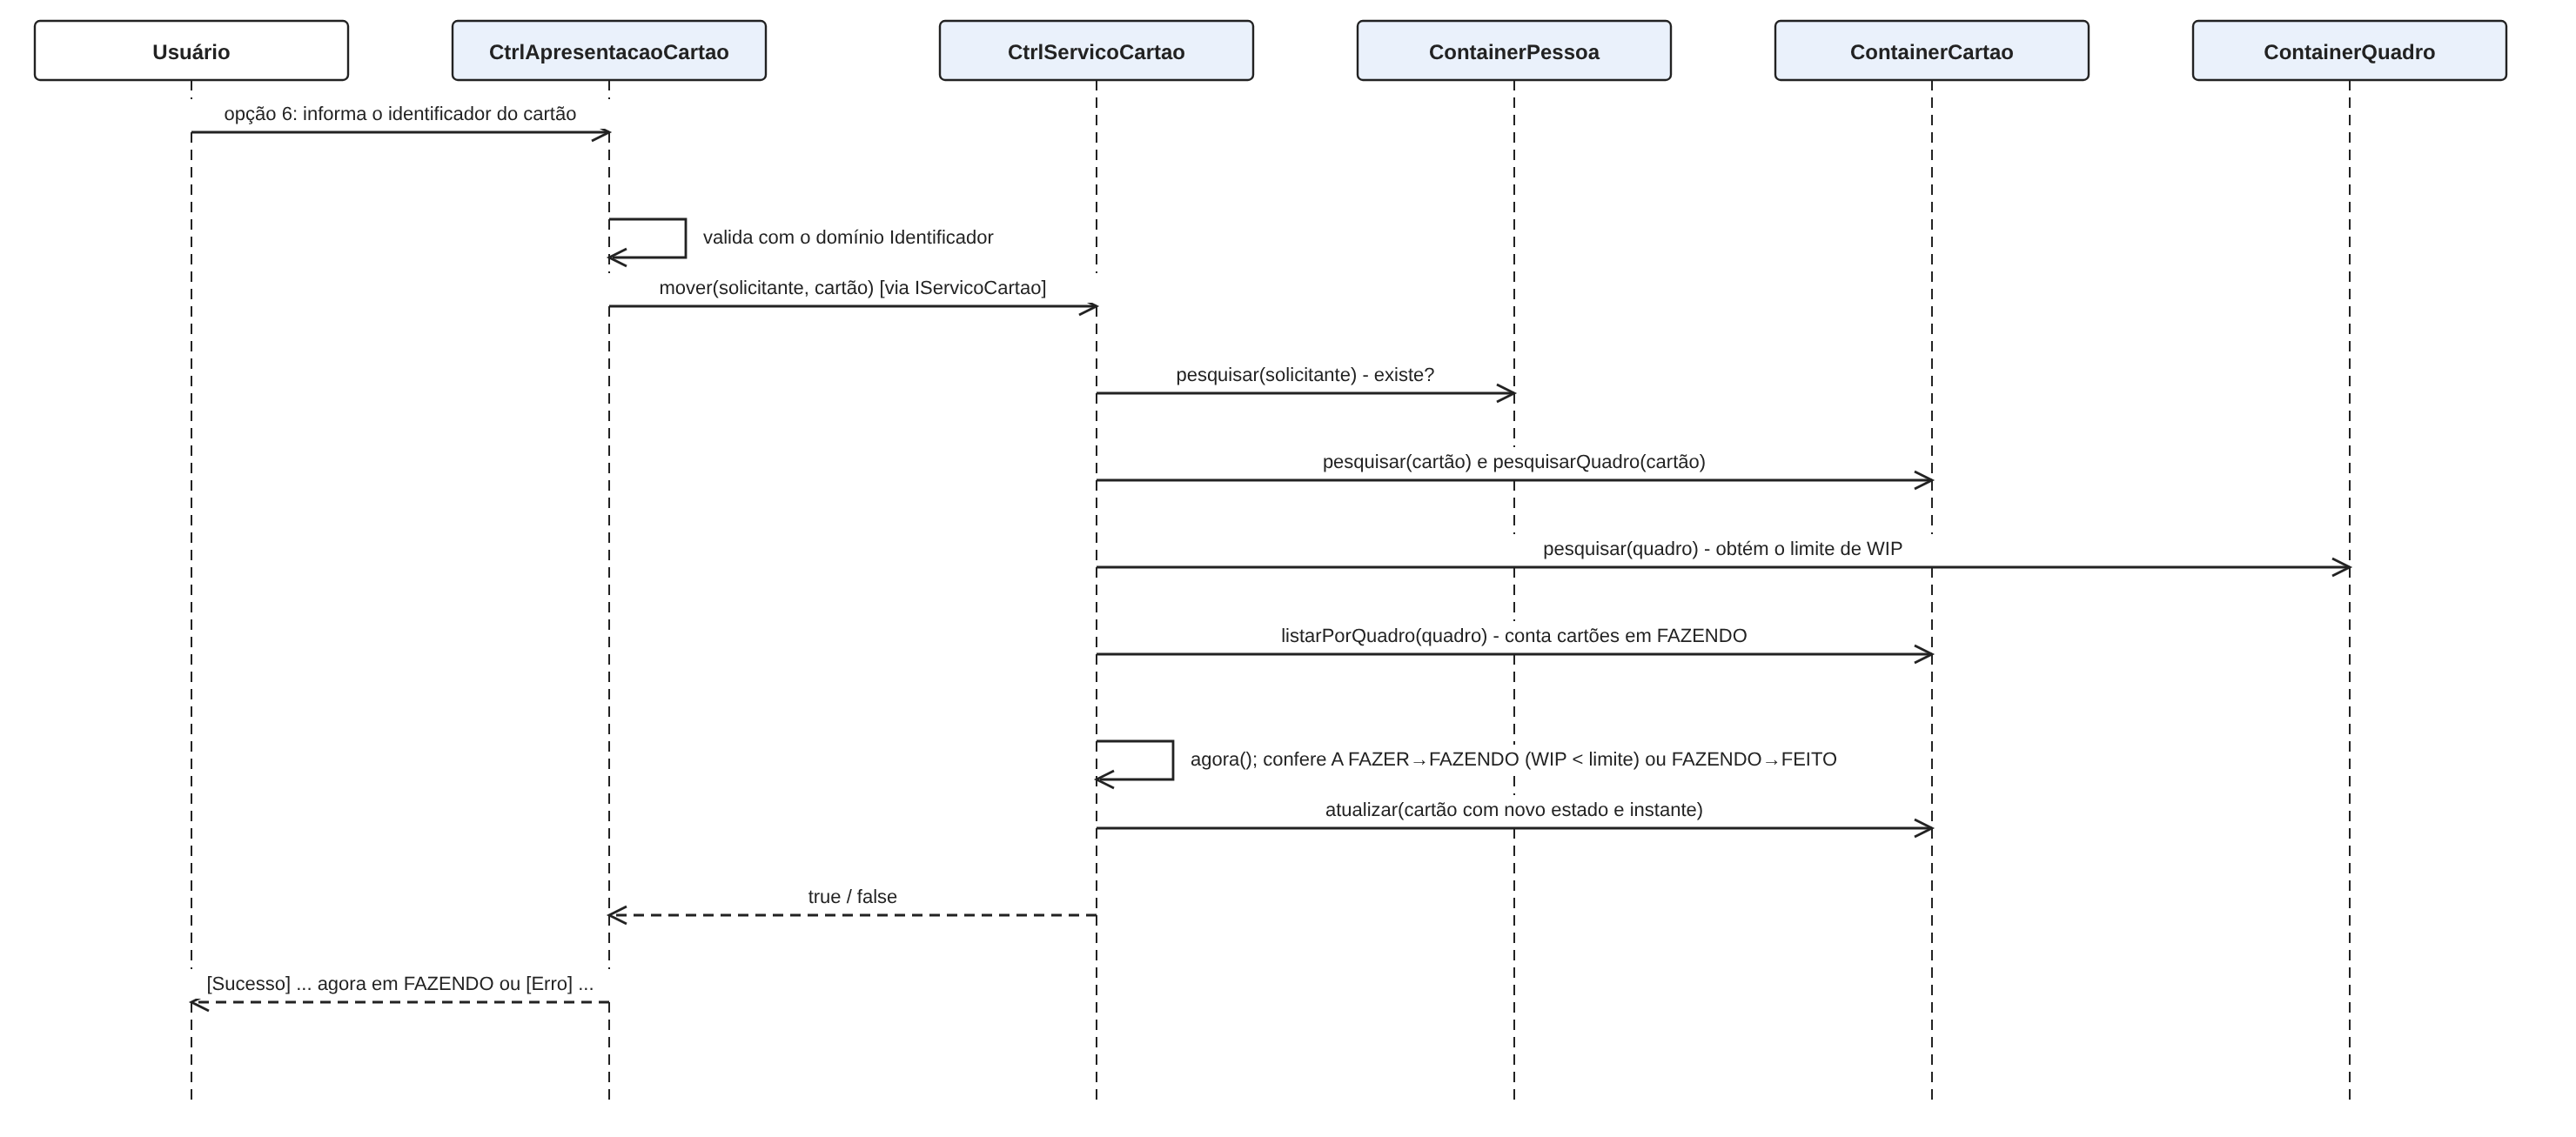 Usuário
CtrlApresentacaoCartao
CtrlServicoCartao
ContainerPessoa
ContainerCartao
ContainerQuadro
opção 6: informa o identificador do cartão
valida com o domínio Identificador
mover(solicitante, cartão) [via IServicoCartao]
pesquisar(solicitante) - existe?
pesquisar(cartão) e pesquisarQuadro(cartão)
pesquisar(quadro) - obtém o limite de WIP
listarPorQuadro(quadro) - conta cartões em FAZENDO
agora(); confere A FAZER→FAZENDO (WIP < limite) ou FAZENDO→FEITO
atualizar(cartão com novo estado e instante)
true / false
[Sucesso] ... agora em FAZENDO ou [Erro] ...